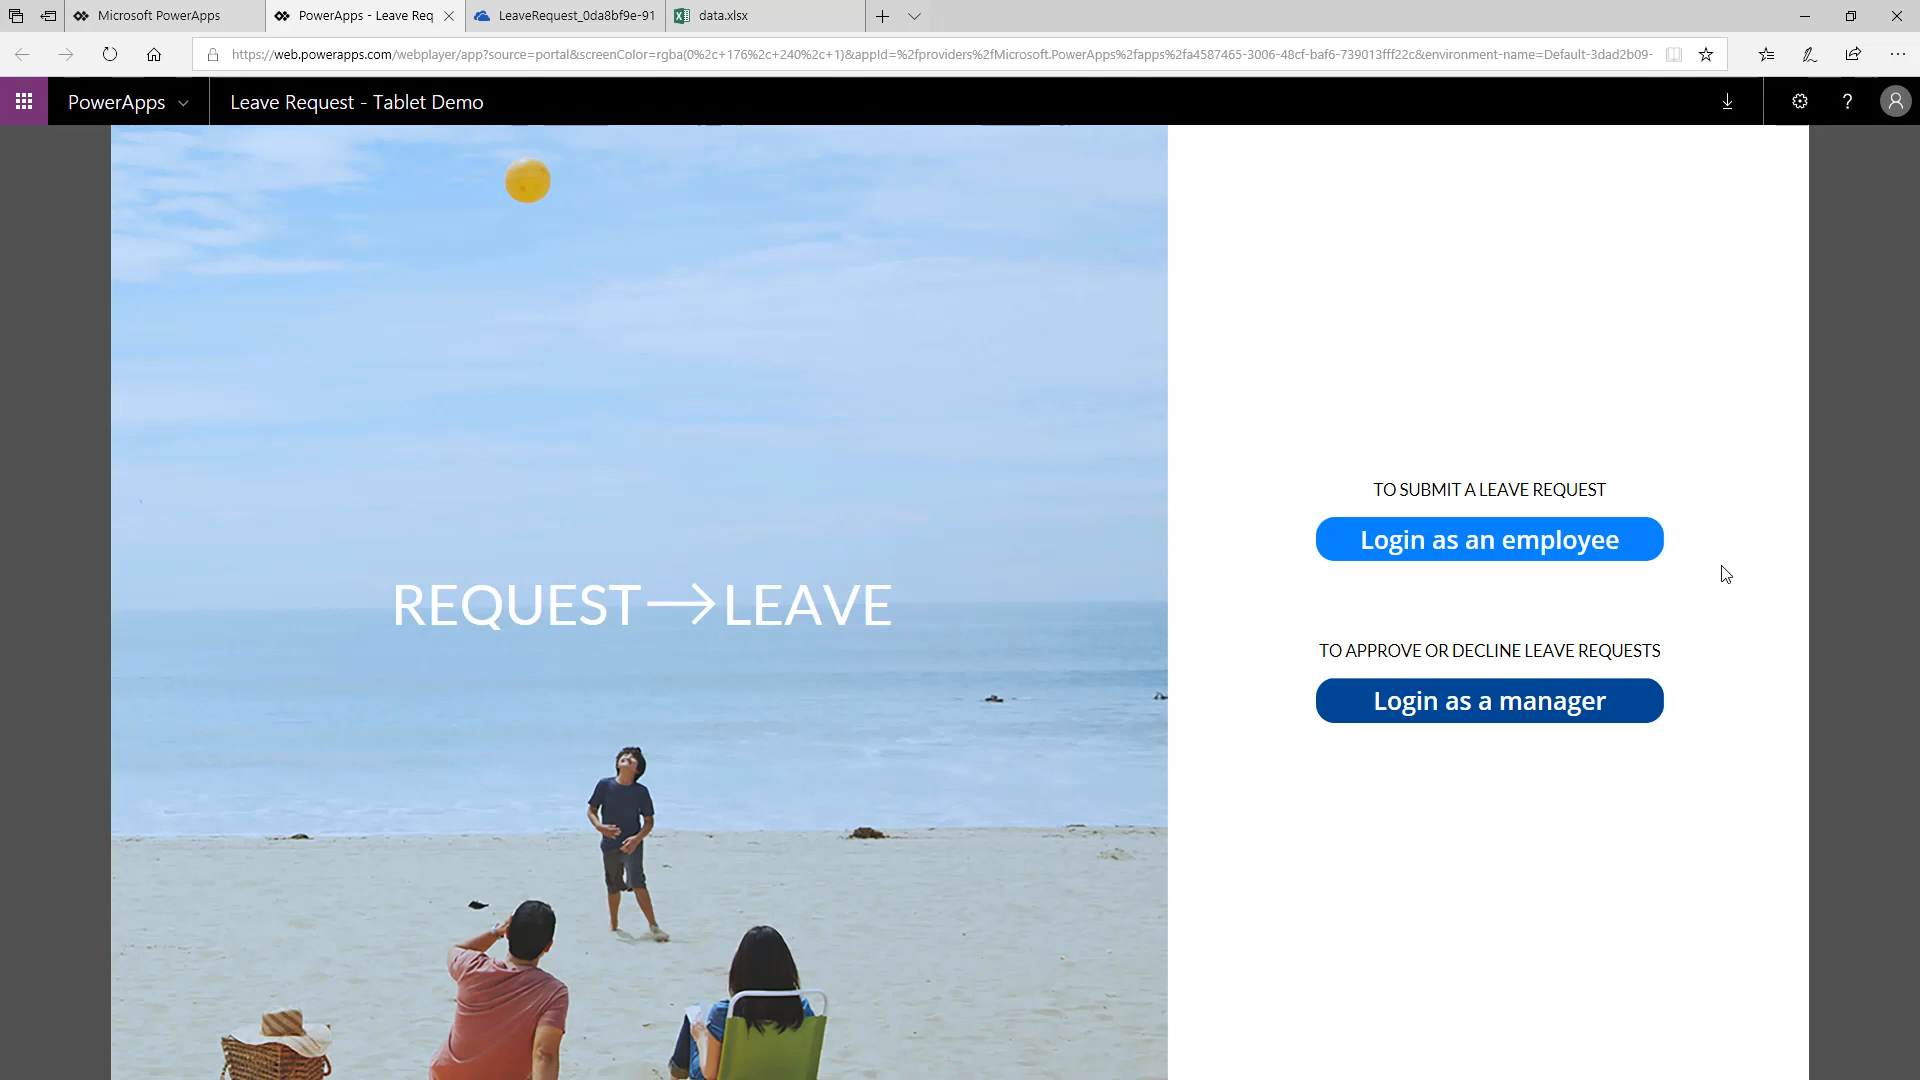 Microsoft PowerApps
PowerApps - Leave Req
LeaveRequest_0da8bf9e-91
data.xlsx
https://web.powerapps.com/webplayer/app?source=portal&screenColor=rgba(0%2c+176%2c+240%2c+1)&appId=%2fproviders%2fMicrosoft.PowerApps%2fapps%2fa4587465-3006-48cf-baf6-739013fff22c&environment-name=Default-3dad2b09-
PowerApps
Leave Request - Tablet Demo
?
TO SUBMIT A LEAVE REQUEST
Login as an employee
REQUEST→LEAVE
TO APPROVE OR DECLINE LEAVE REQUESTS
Login as a manager